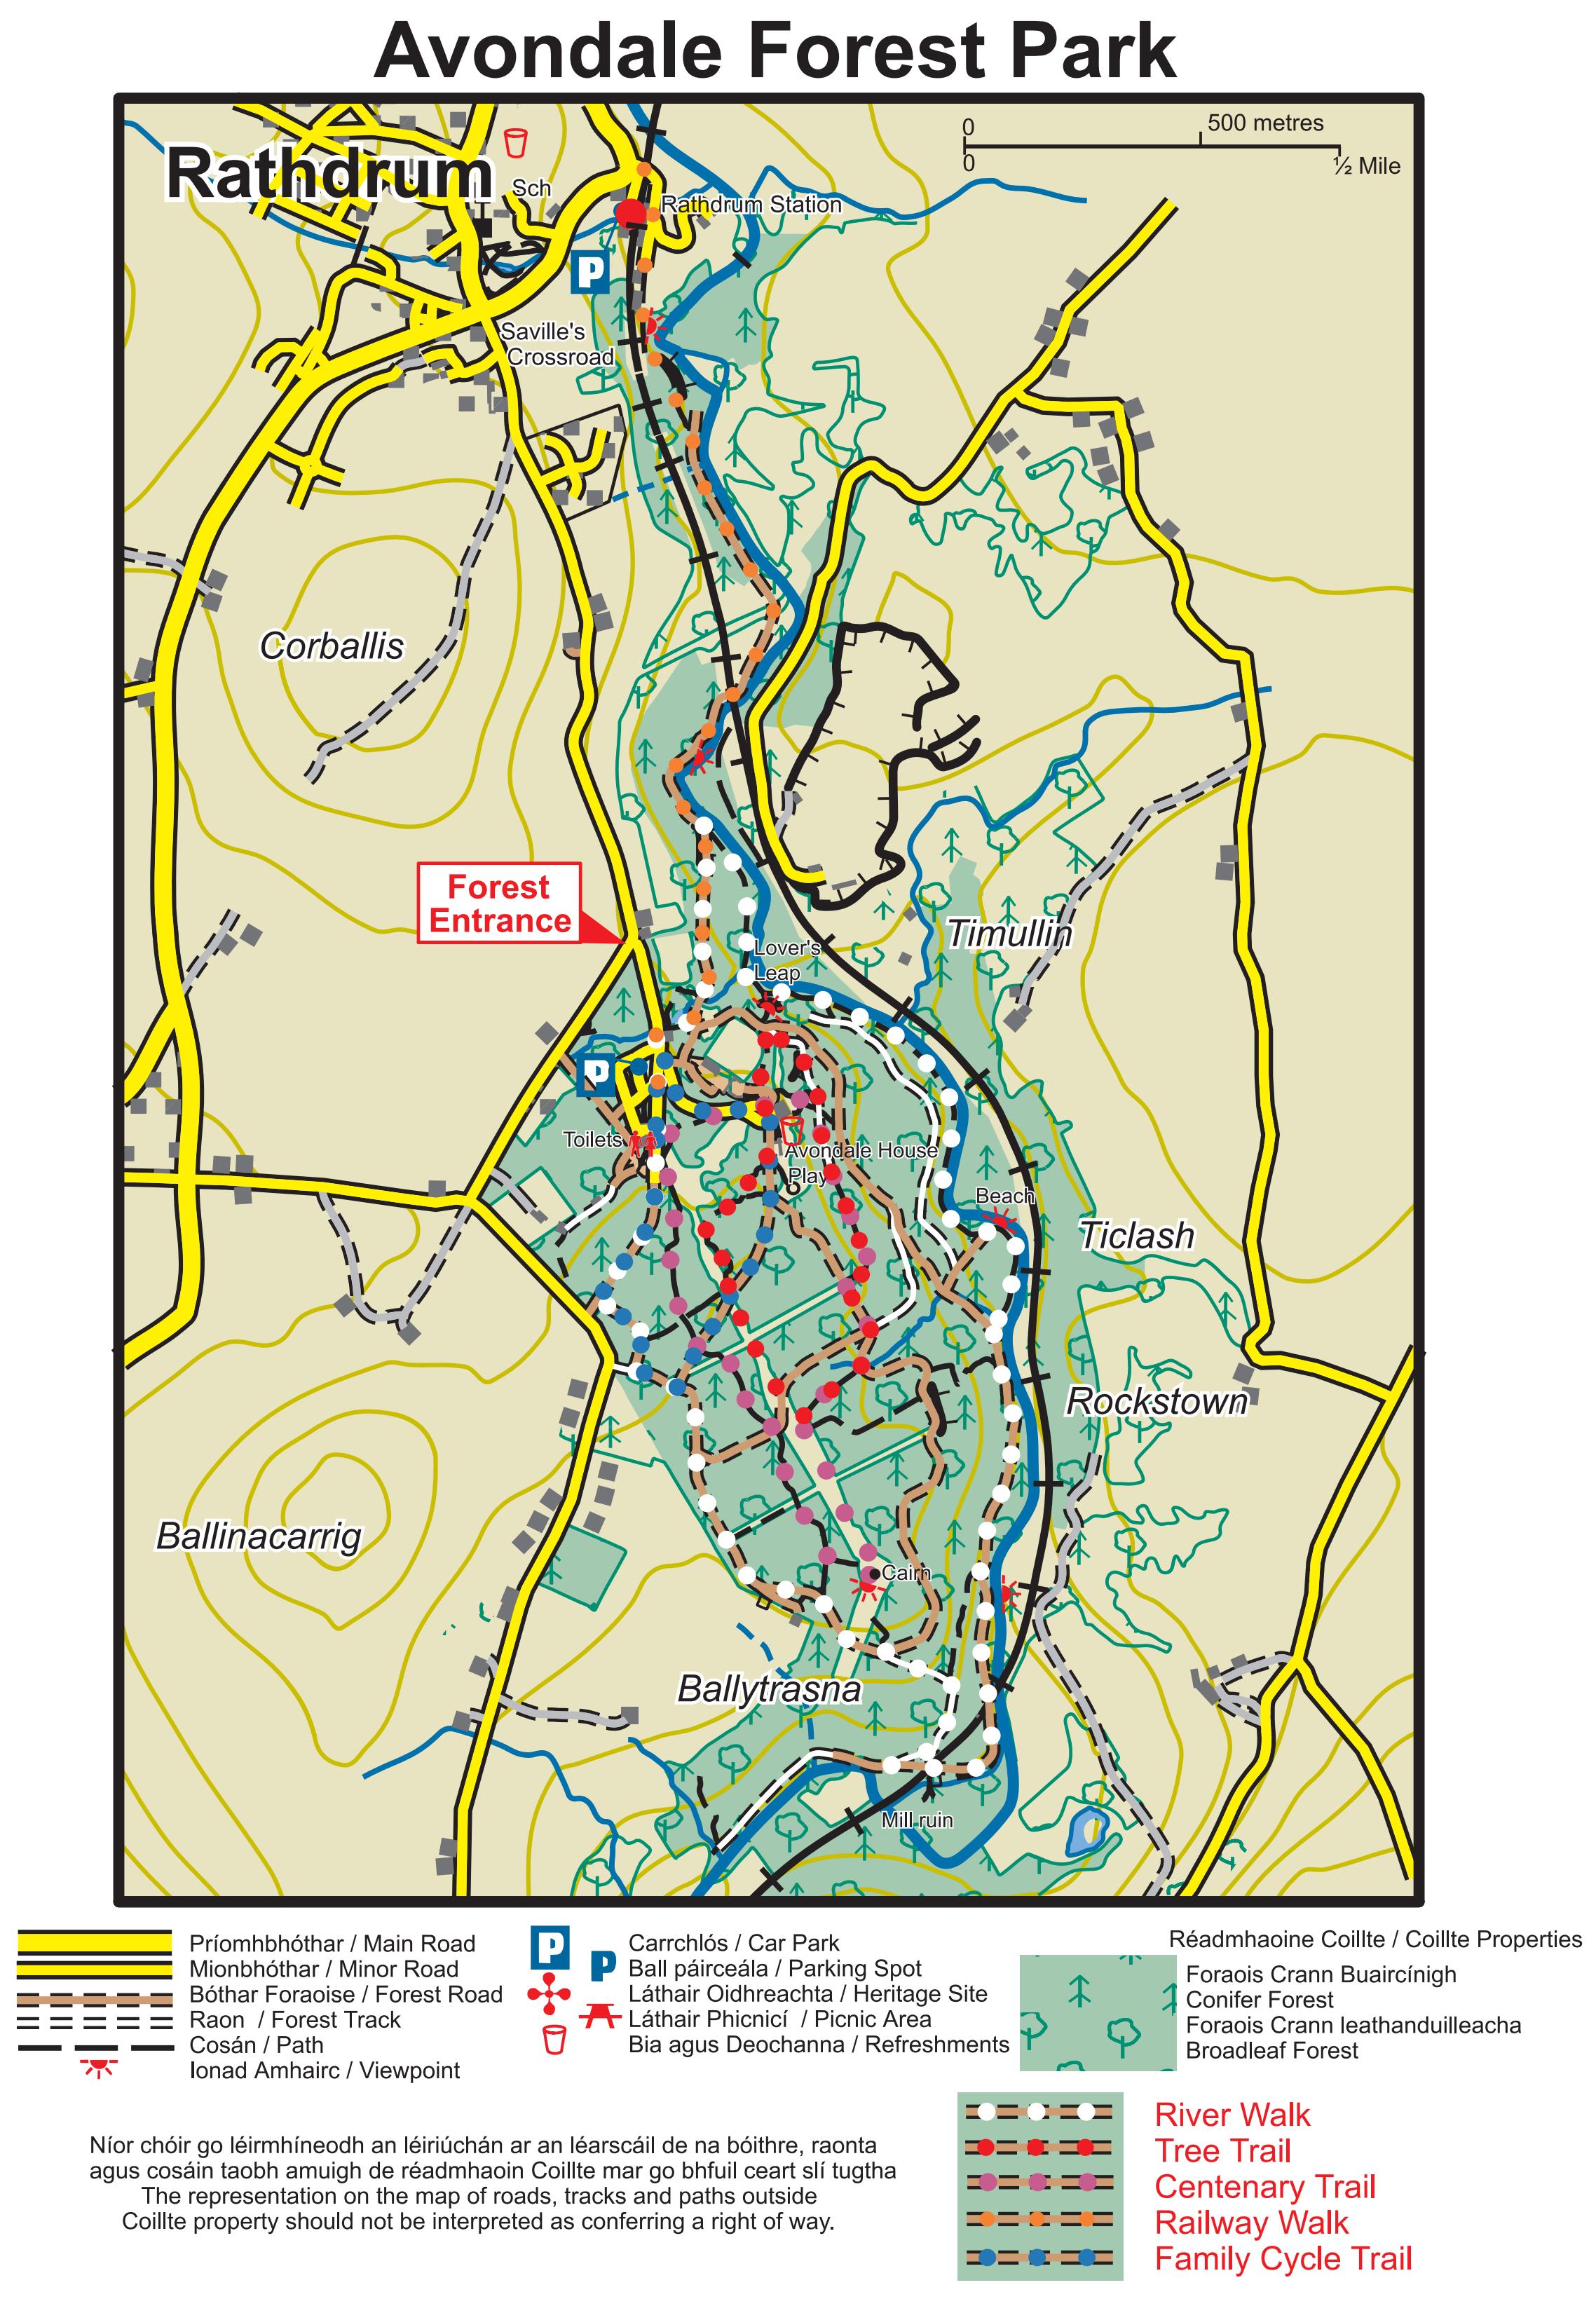 Avondale Forest Park
0
500 metres
0
½ Mile
Rathdrum
Sch
Rathdrum Station
P
Saville's
Crossroad
Corballis
Forest
Entrance
Timullin
Lover's
Leap
P
Toilets
Avondale House
Play
Beach
Ticlash
Rockstown
Ballinacarrig
Cairn
Ballytrasna
Mill ruin
Príomhbhóthar / Main Road
Mionbhóthar / Minor Road
Bóthar Foraoise / Forest Road
Raon / Forest Track
Cosán / Path
Ionad Amhairc / Viewpoint
P
P
Carrchlós / Car Park
Ball páirceála / Parking Spot
Láthair Oidhreachta / Heritage Site
Láthair Phicnicí / Picnic Area
Bia agus Deochanna / Refreshments
Réadmhaoine Coillte / Coillte Properties
Foraois Crann Buaircínigh
Conifer Forest
Foraois Crann leathanduilleacha
Broadleaf Forest
Níor chóir go léirmhíneodh an léiriúchán ar an léarscáil de na bóithre, raonta
agus cosáin taobh amuigh de réadmhaoin Coillte mar go bhfuil ceart slí tugtha
The representation on the map of roads, tracks and paths outside
Coillte property should not be interpreted as conferring a right of way.
River Walk
Tree Trail
Centenary Trail
Railway Walk
Family Cycle Trail